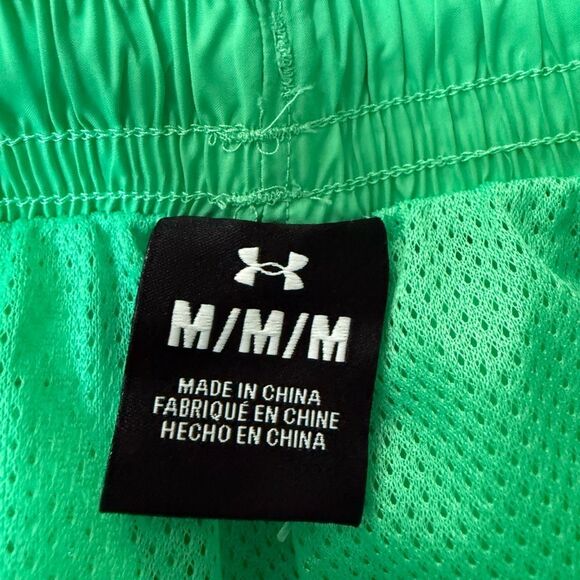 M/M/M
MADE IN CHINA
FABRIQUÉ EN CHINE
HECHO EN CHINA